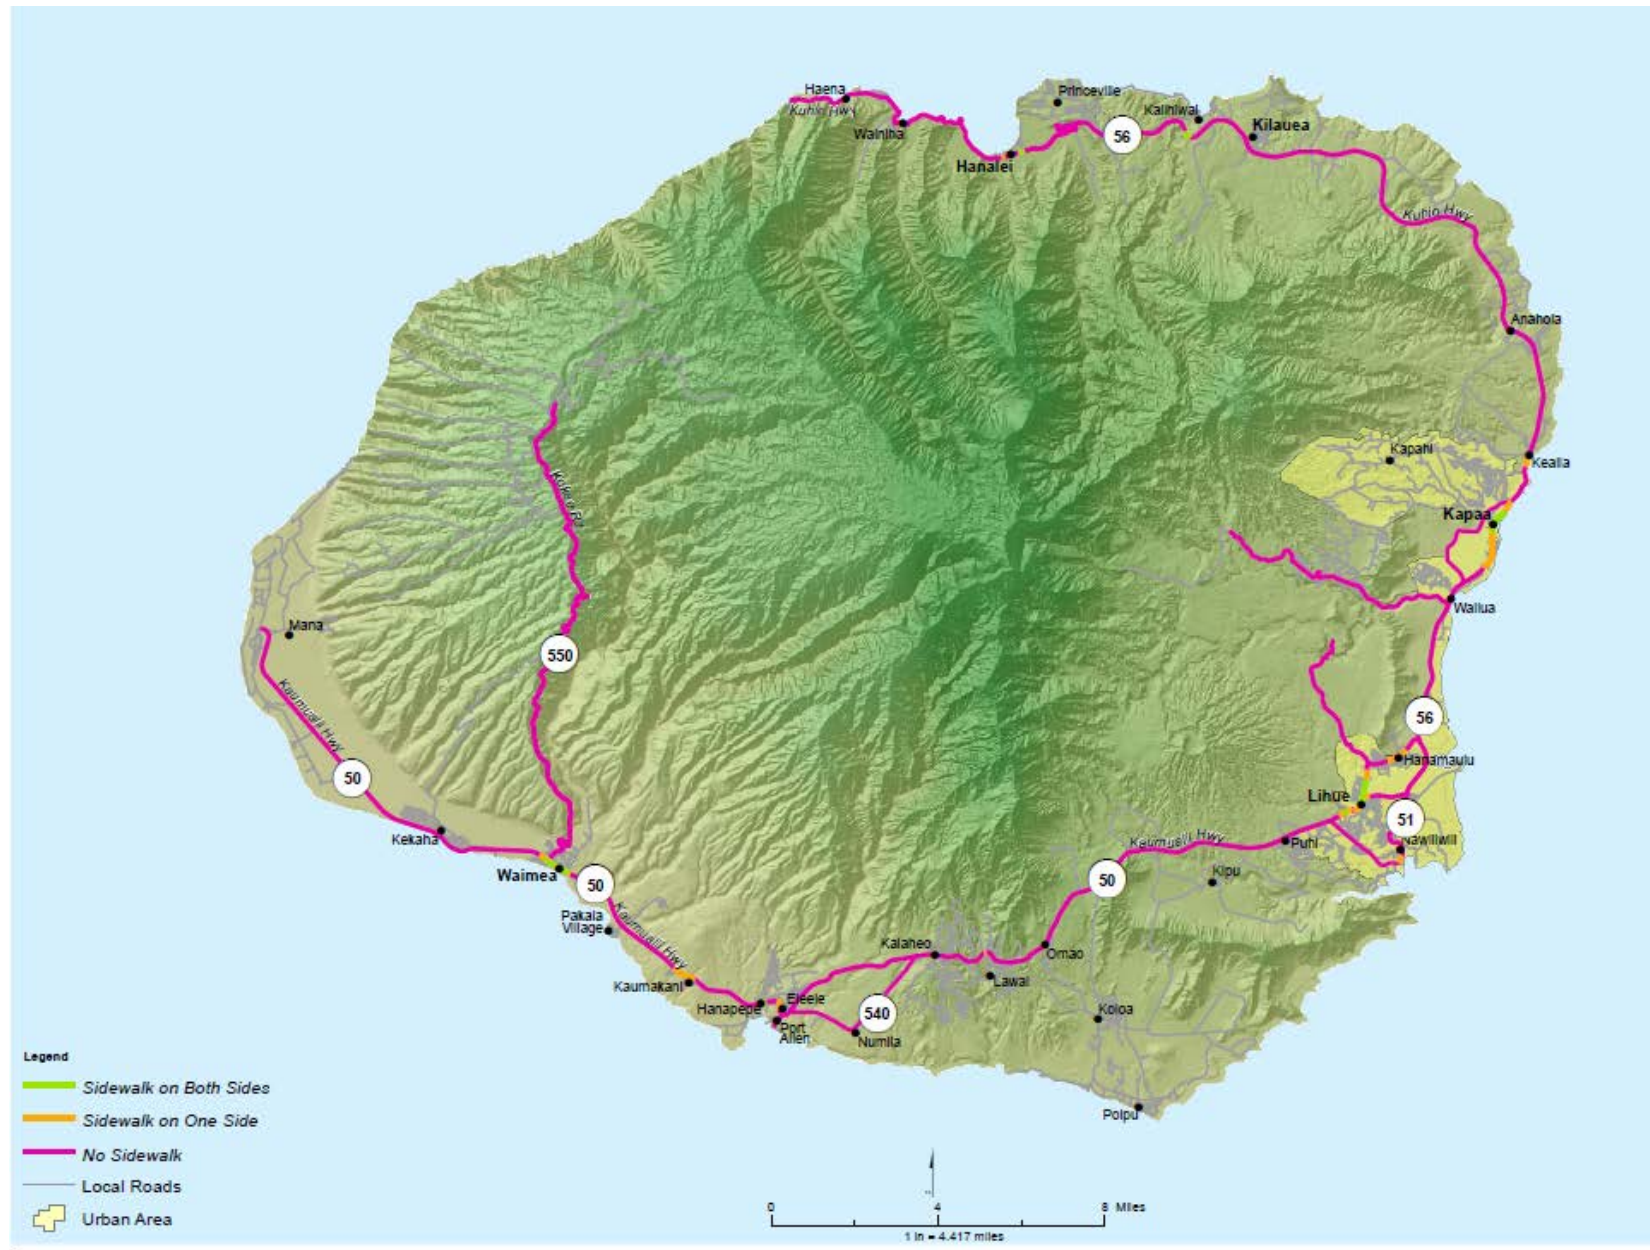 Haena
Kuhio Hwy
Wainiha
Hanalei
Princeville
Kalihiwai
56
Kilauea
Kuhio Hwy
Anahola
Kapahi
Kealia
Kapaa
Wailua
Kokee Rd
550
Mana
Kaumualii Hwy
50
Kekaha
Waimea
50
Pakala
Village
Kaumualii Hwy
Kaumakani
Hanapepe
Eleele
Port
Allen
540
Numila
Kalaheo
Lawai
Omao
50
Kaumualii Hwy
Koloa
Poipu
Kipu
Puhi
Lihue
56
Hanamaulu
51
Nawiliwili
Legend
Sidewalk on Both Sides
Sidewalk on One Side
No Sidewalk
Local Roads
Urban Area
0 4 8 Miles
1 in = 4.417 miles